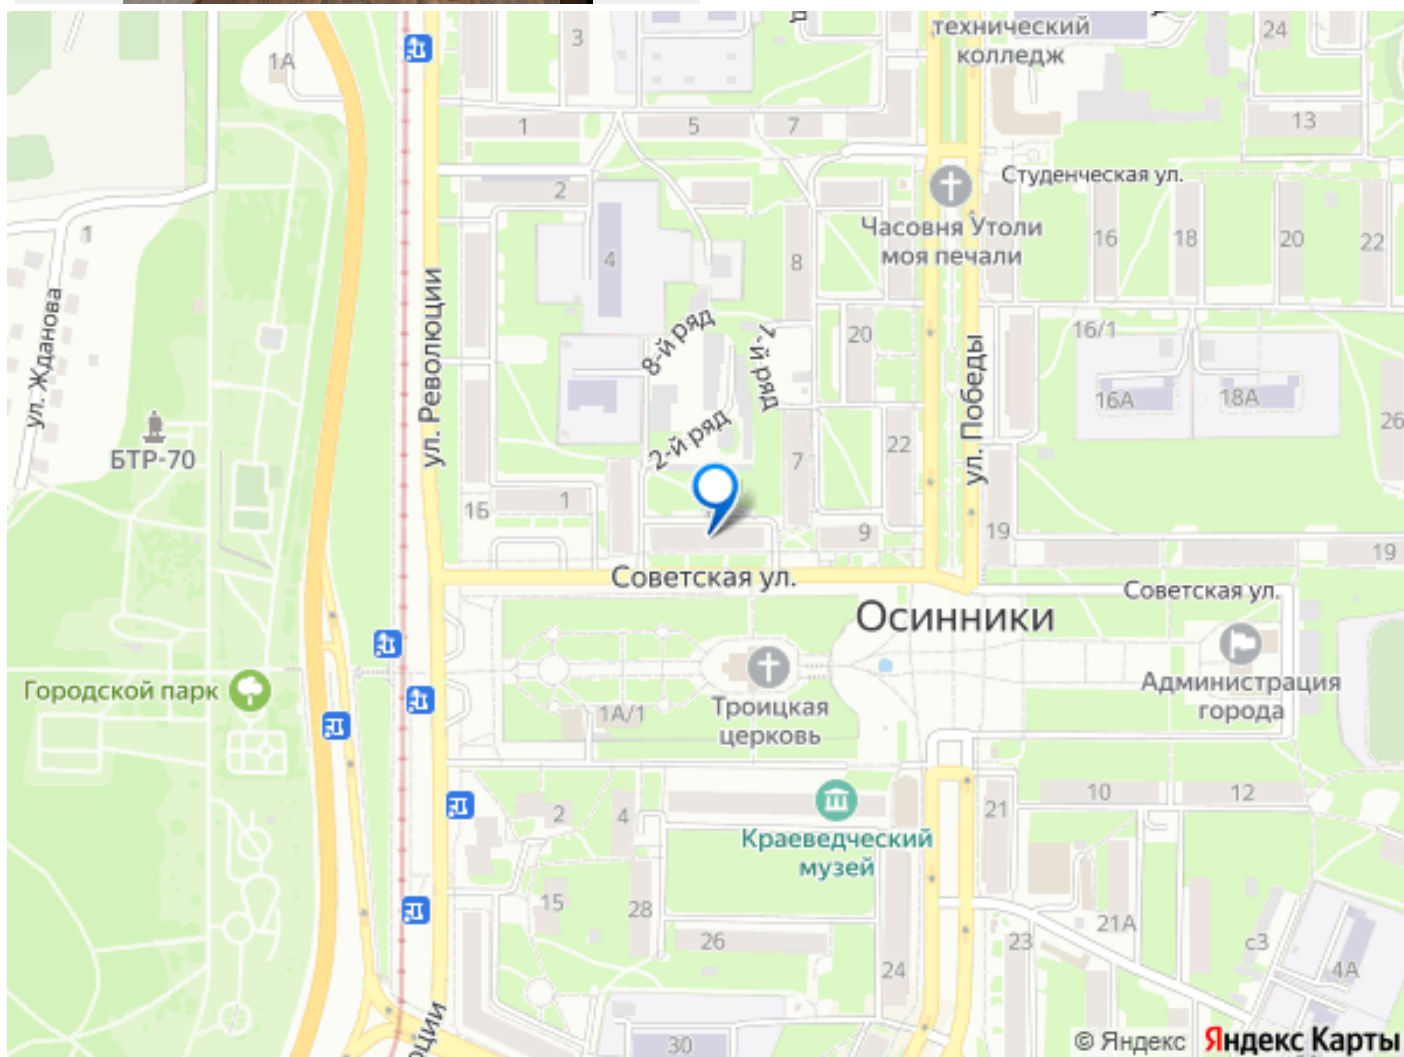 технический
колледж
24
3
1А
1
5
7
13
Студенческая ул.
2
Часовня Утоли
моя печали
1
4
8
16
18
20
22
ул. Жданова
ул. Революции
8-й ряд
7-й ряд
20
ул. Победы
16/1
16А
18А
26
2-й ряд
БТР-70
22
7
1Б
1
9
19
19
Советская ул.
Советская ул.
Осинники
Городской парк
1А/1
Троицкая
церковь
Администрация
города
2
4
21
10
12
Краеведческий
музей
15
28
26
23
21А
с3
4А
24
30
© Яндекс Яндекс Карты